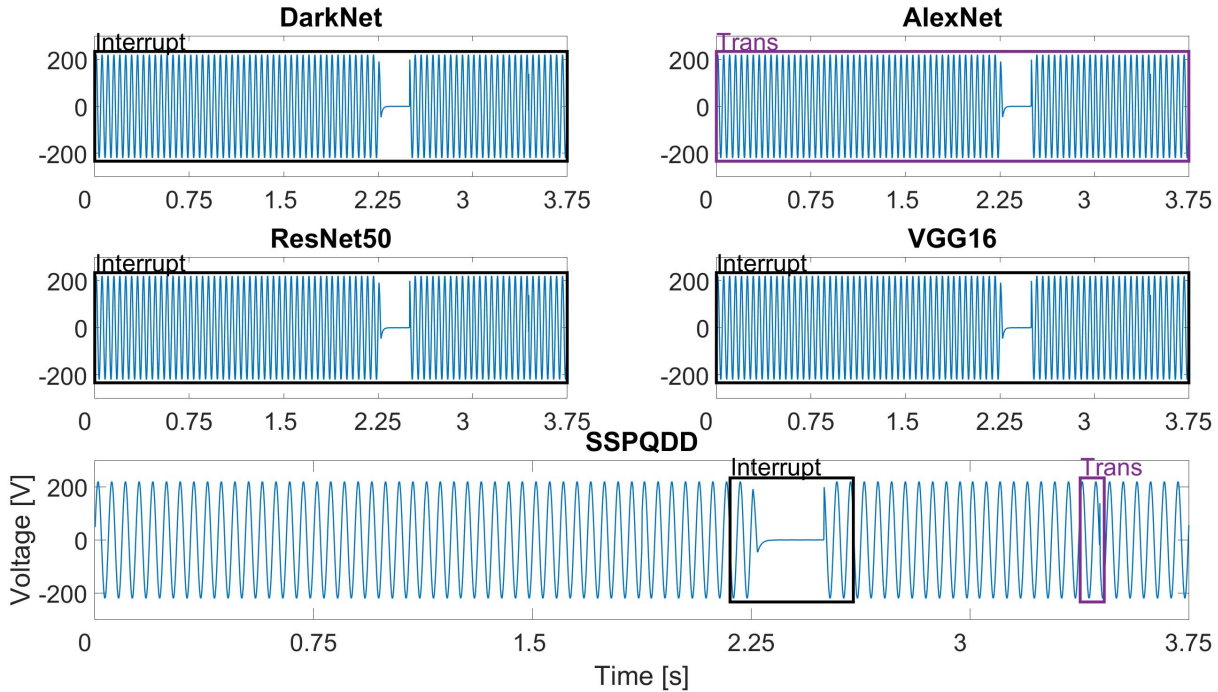 DarkNet
Interrupt
200
0
-200
0 0.75 1.5 2.25 3 3.75
AlexNet
Trans
200
0
-200
0 0.75 1.5 2.25 3 3.75
ResNet50
Interrupt
200
0
-200
0 0.75 1.5 2.25 3 3.75
VGG16
Interrupt
200
0
-200
0 0.75 1.5 2.25 3 3.75
SSPQDD
Interrupt
Trans
Voltage [V]
200
0
-200
0 0.75 1.5 2.25 3 3.75
Time [s]